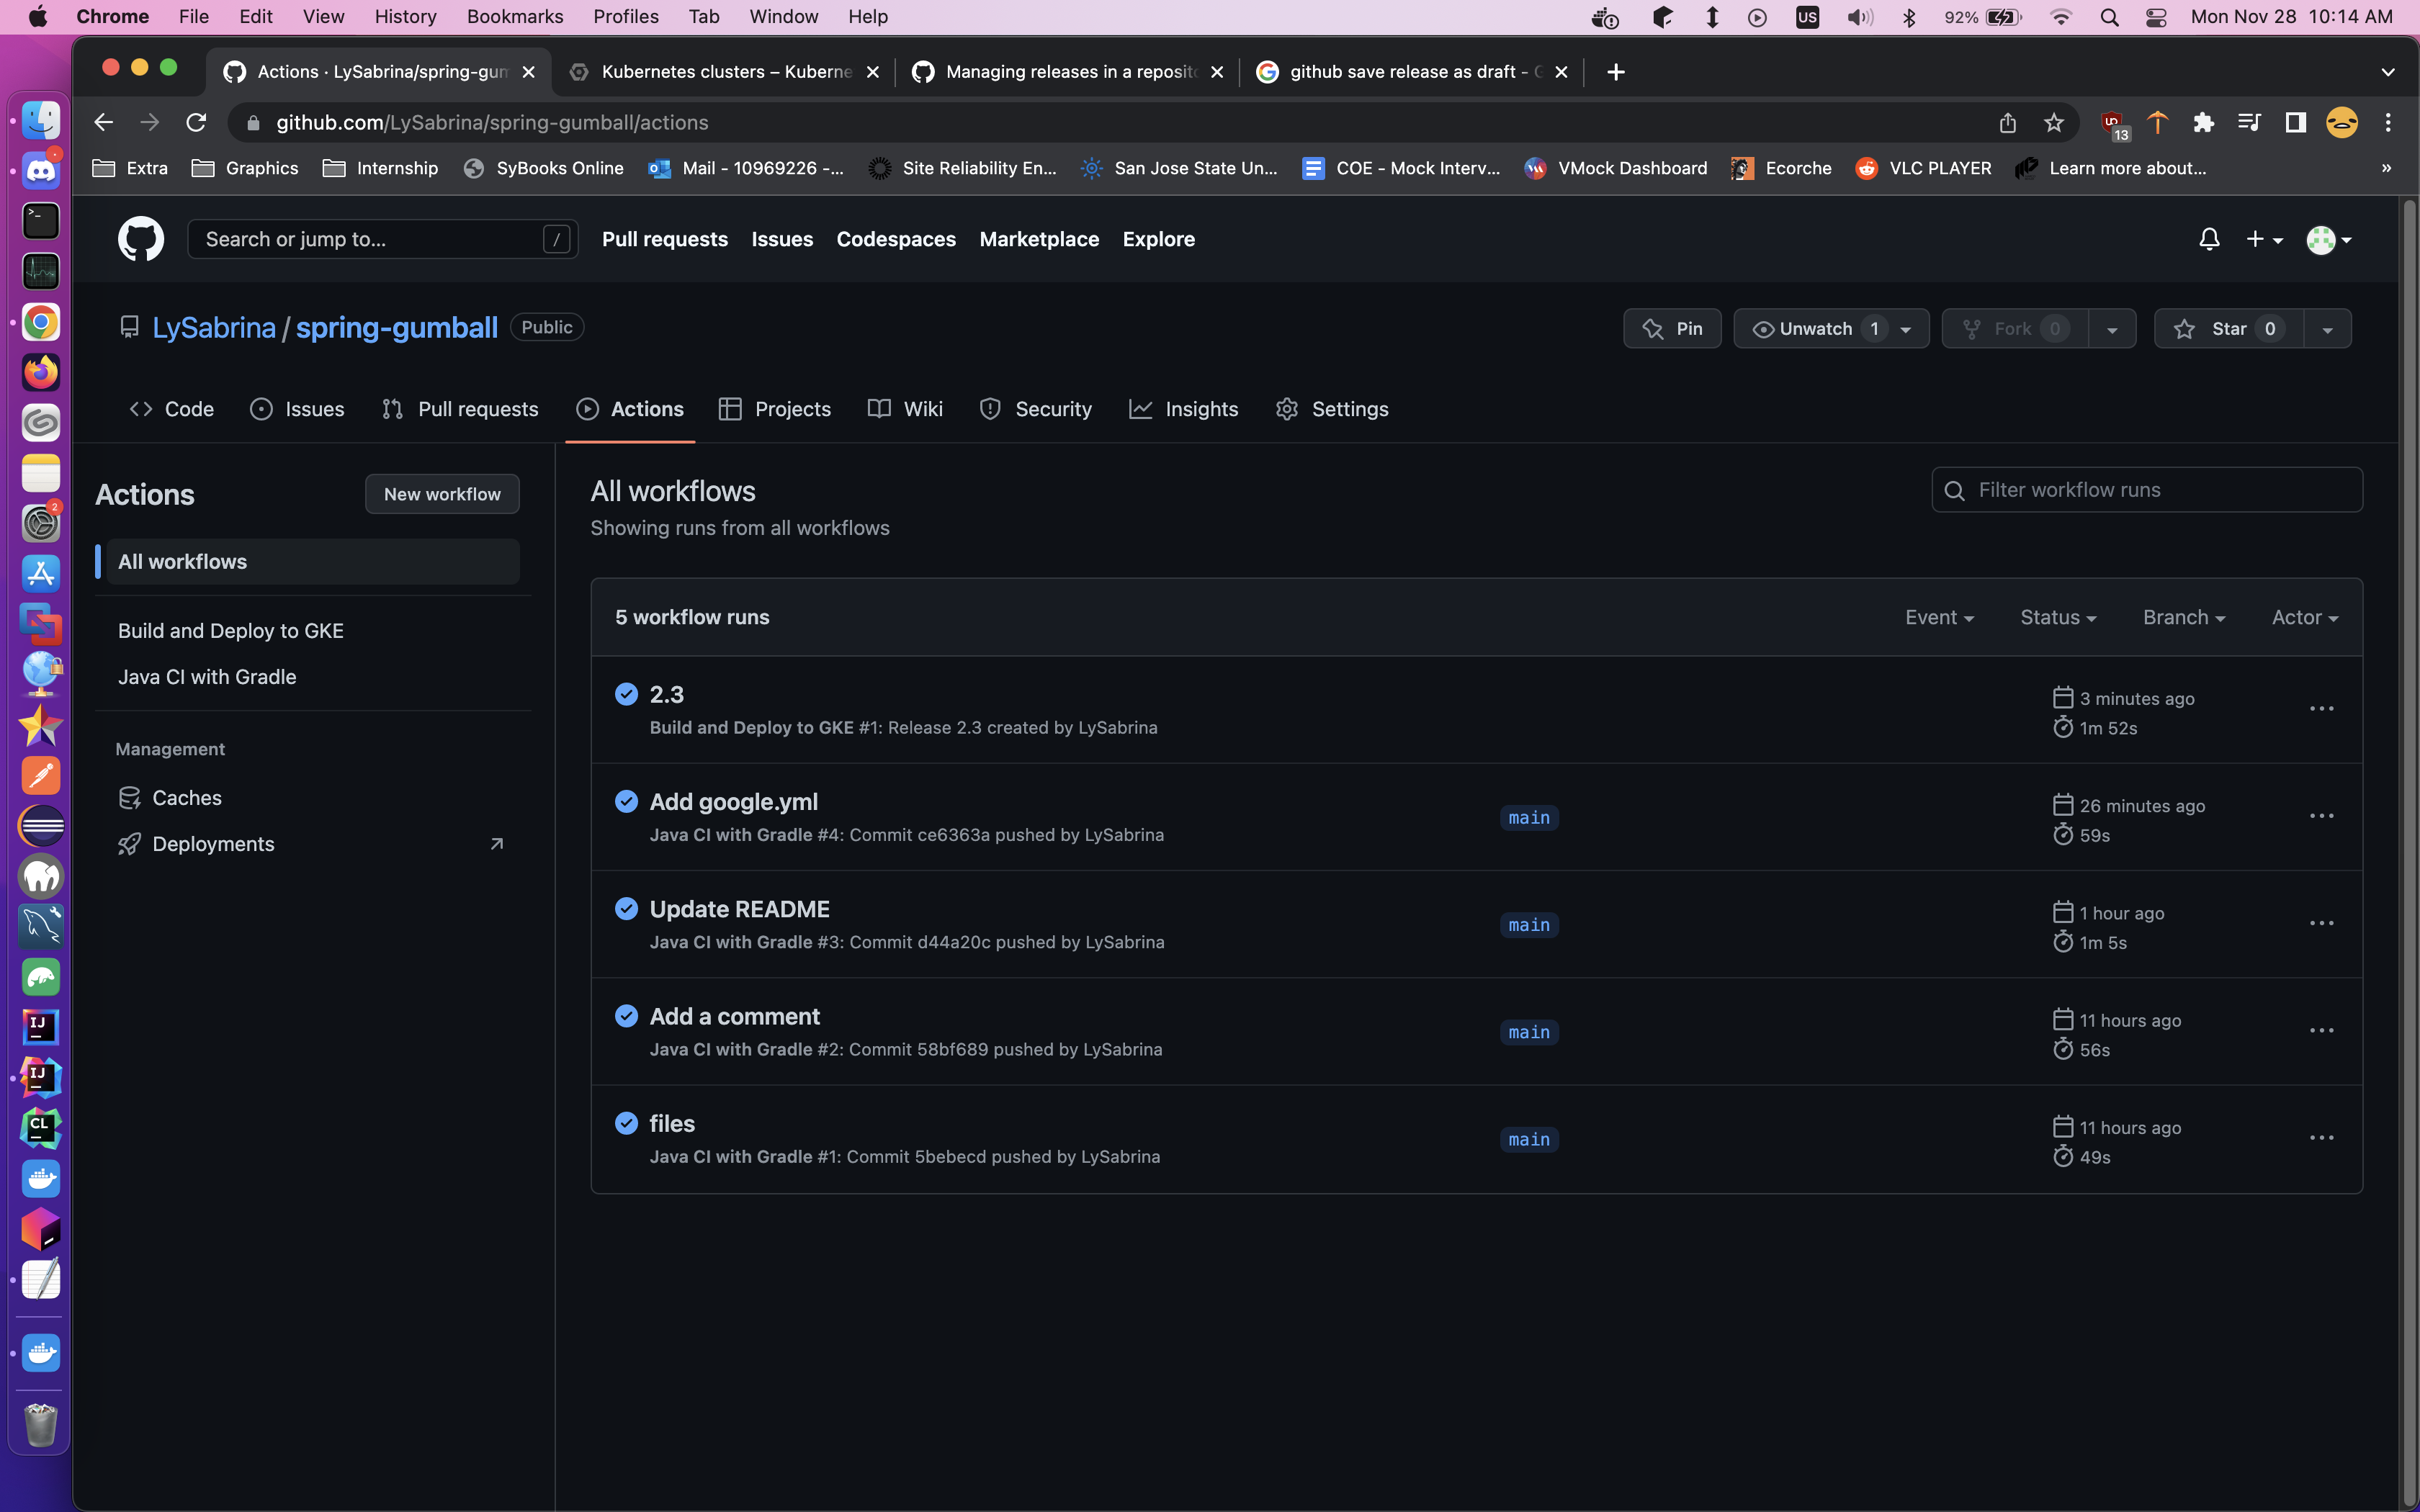 Chrome File Edit View History Bookmarks Profiles Tab Window Help US 92% Mon Nov 28 10:14 AM
Actions · LySabrina/spring-gum Kubernetes clusters – Kuberne Managing releases in a reposito github save release as draft - G
github.com/LySabrina/spring-gumball/actions 13
Extra Graphics Internship SyBooks Online Mail - 10969226 -... Site Reliability En... San Jose State Un... COE - Mock Interv... VMock Dashboard Ecorche VLC PLAYER Learn more about... »
Search or jump to... / Pull requests Issues Codespaces Marketplace Explore
LySabrina / spring-gumball Public Pin Unwatch 1 Fork 0 Star 0
Code Issues Pull requests Actions Projects Wiki Security Insights Settings
Actions New workflow
All workflows
Build and Deploy to GKE
Java CI with Gradle
Management
Caches
Deployments
All workflows
Showing runs from all workflows
Filter workflow runs
5 workflow runs Event Status Branch Actor
2.3
Build and Deploy to GKE #1: Release 2.3 created by LySabrina
3 minutes ago
1m 52s
Add google.yml
Java CI with Gradle #4: Commit ce6363a pushed by LySabrina
main
26 minutes ago
59s
Update README
Java CI with Gradle #3: Commit d44a20c pushed by LySabrina
main
1 hour ago
1m 5s
Add a comment
Java CI with Gradle #2: Commit 58bf689 pushed by LySabrina
main
11 hours ago
56s
files
Java CI with Gradle #1: Commit 5bebecd pushed by LySabrina
main
11 hours ago
49s
2
IJ
IJ
CL